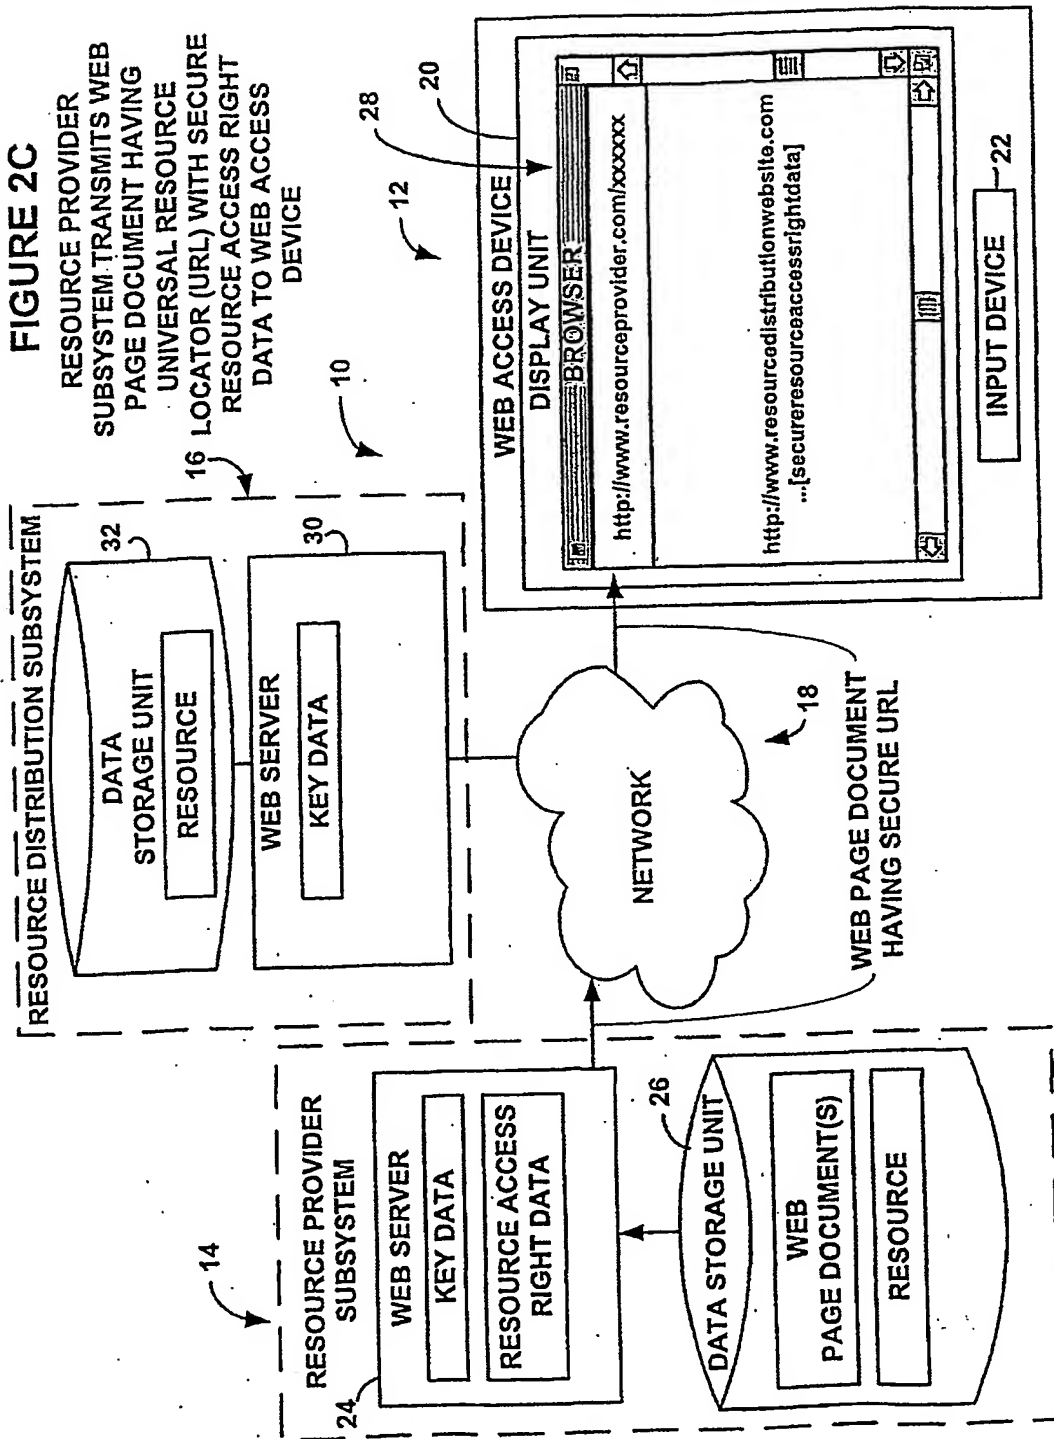 FIGURE 2C
RESOURCE PROVIDER
SUBSYSTEM TRANSMITS WEB
PAGE DOCUMENT HAVING
UNIVERSAL RESOURCE
LOCATOR (URL) WITH SECURE
RESOURCE ACCESS RIGHT
DATA TO WEB ACCESS
DEVICE
10
12
14
RESOURCE PROVIDER
SUBSYSTEM
24
WEB SERVER
KEY DATA
RESOURCE ACCESS
RIGHT DATA
26
DATA STORAGE UNIT
WEB
PAGE DOCUMENT(S)
RESOURCE
RESOURCE DISTRIBUTION SUBSYSTEM
16
32
DATA
STORAGE UNIT
RESOURCE
30
WEB SERVER
KEY DATA
NETWORK
18
WEB PAGE DOCUMENT
HAVING SECURE URL
WEB ACCESS DEVICE
20
DISPLAY UNIT
28
BROWSER
http://www.resourceprovider.com/xxxxxx
http://www.resourcedistributionwebsite.com
...[secureresourceaccessrightdata]
INPUT DEVICE
22